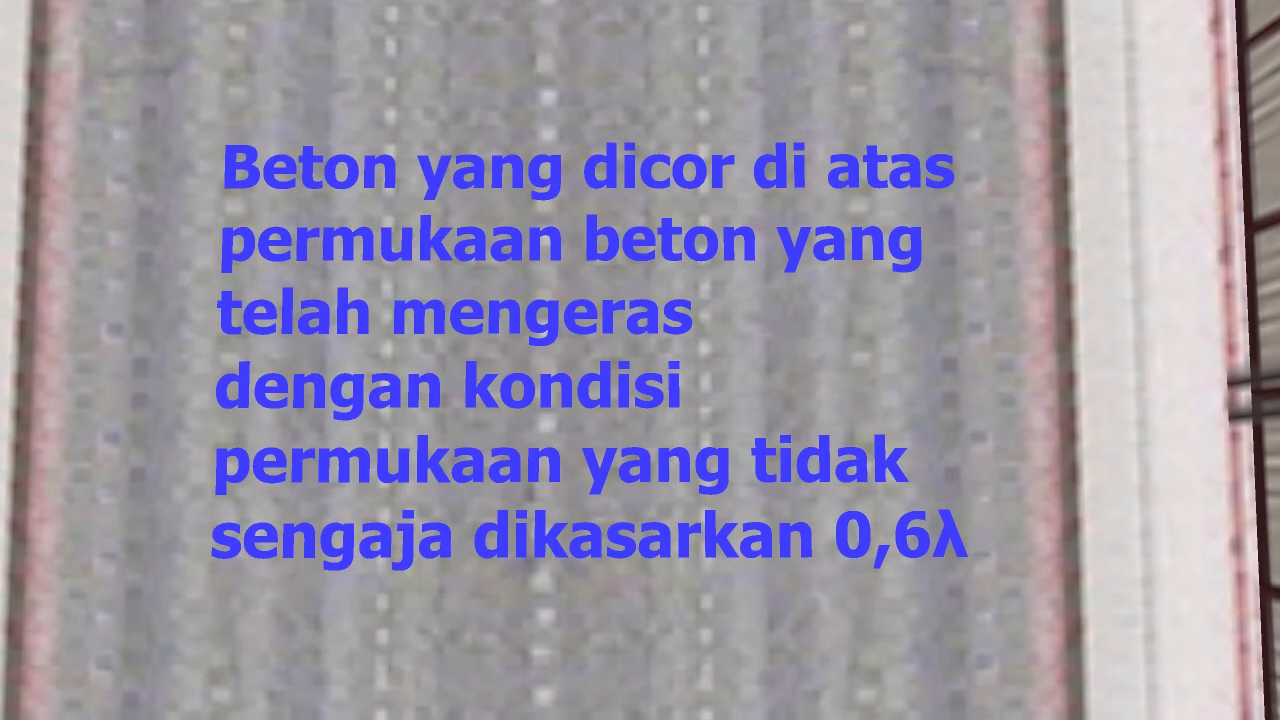 Beton yang dicor di atas
permukaan beton yang
telah mengeras
dengan kondisi
permukaan yang tidak
sengaja dikasarkan 0,6λ